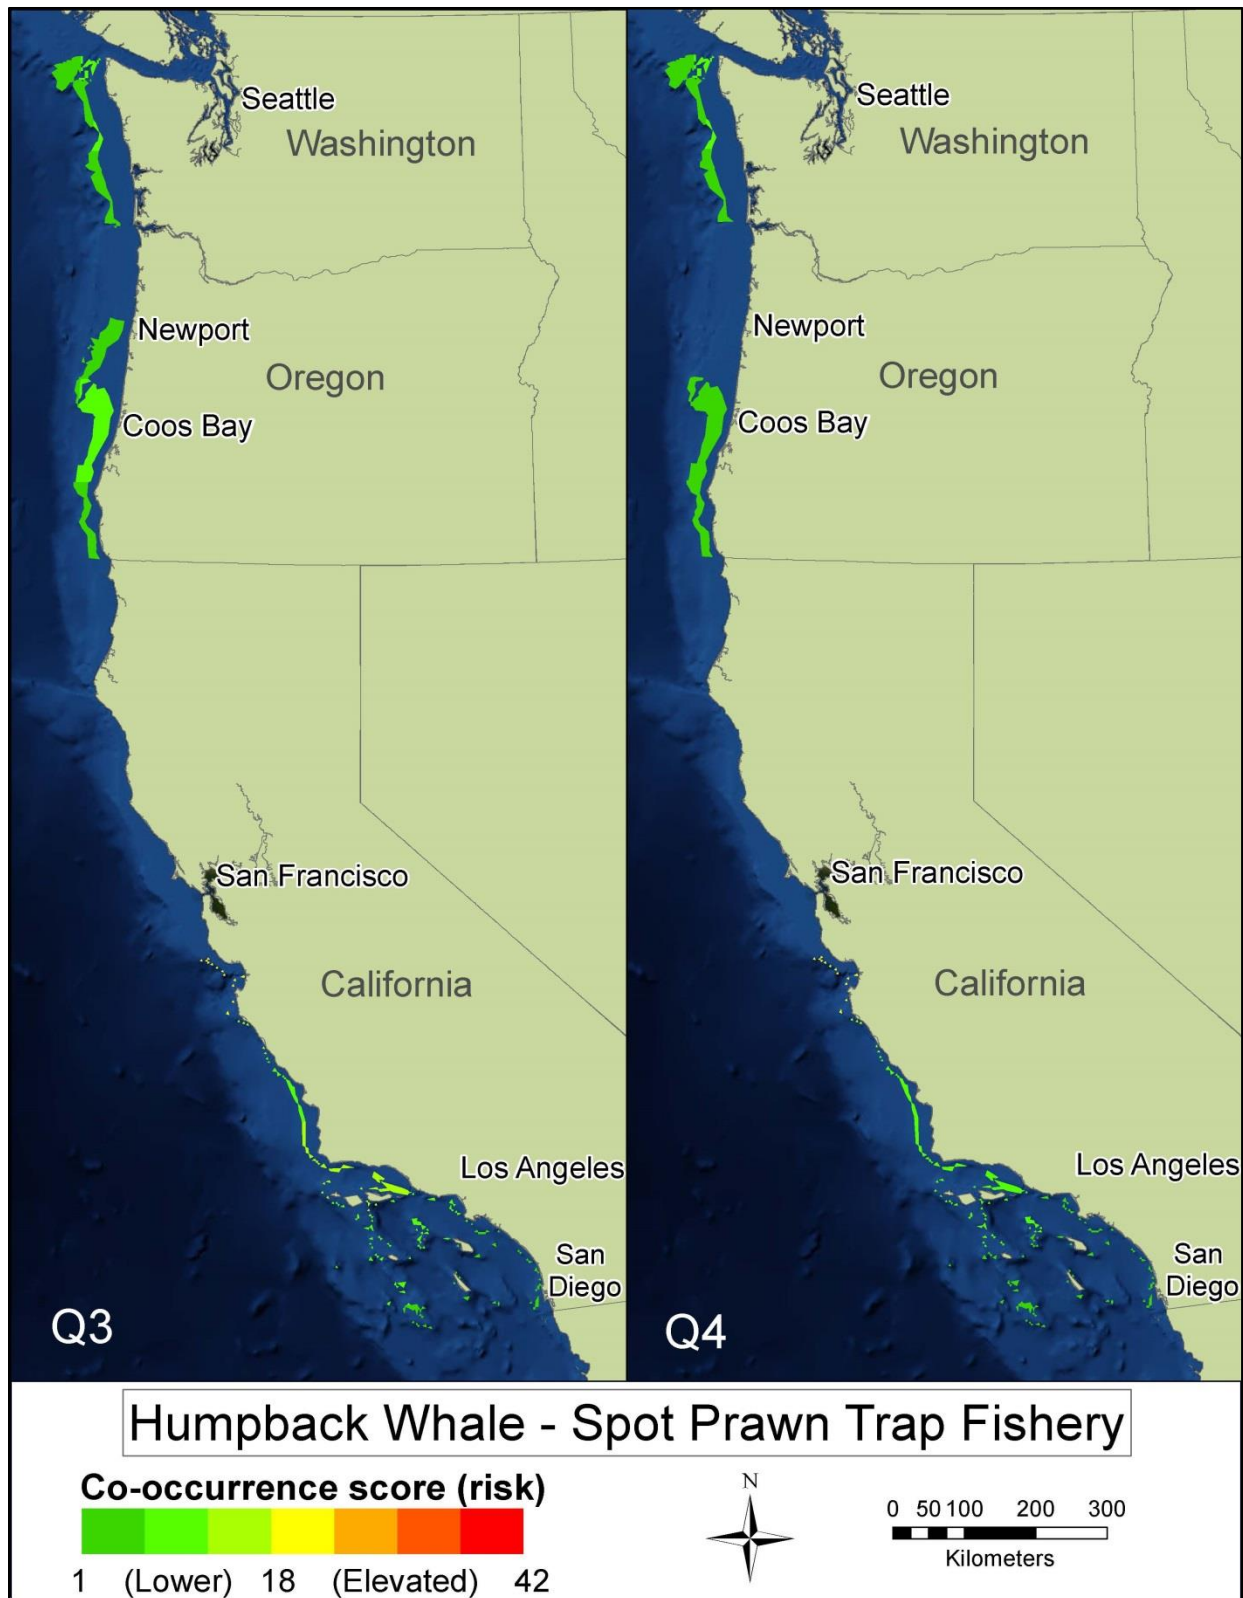 Seattle
Washington
Newport
Oregon
Coos Bay
San Francisco
California
Los Angeles
San
Diego
Q3
Seattle
Washington
Newport
Oregon
Coos Bay
San Francisco
California
Los Angeles
San
Diego
Q4
Humpback Whale - Spot Prawn Trap Fishery
Co-occurrence score (risk)
1 (Lower) 18 (Elevated) 42
N
0 50 100 200 300
Kilometers